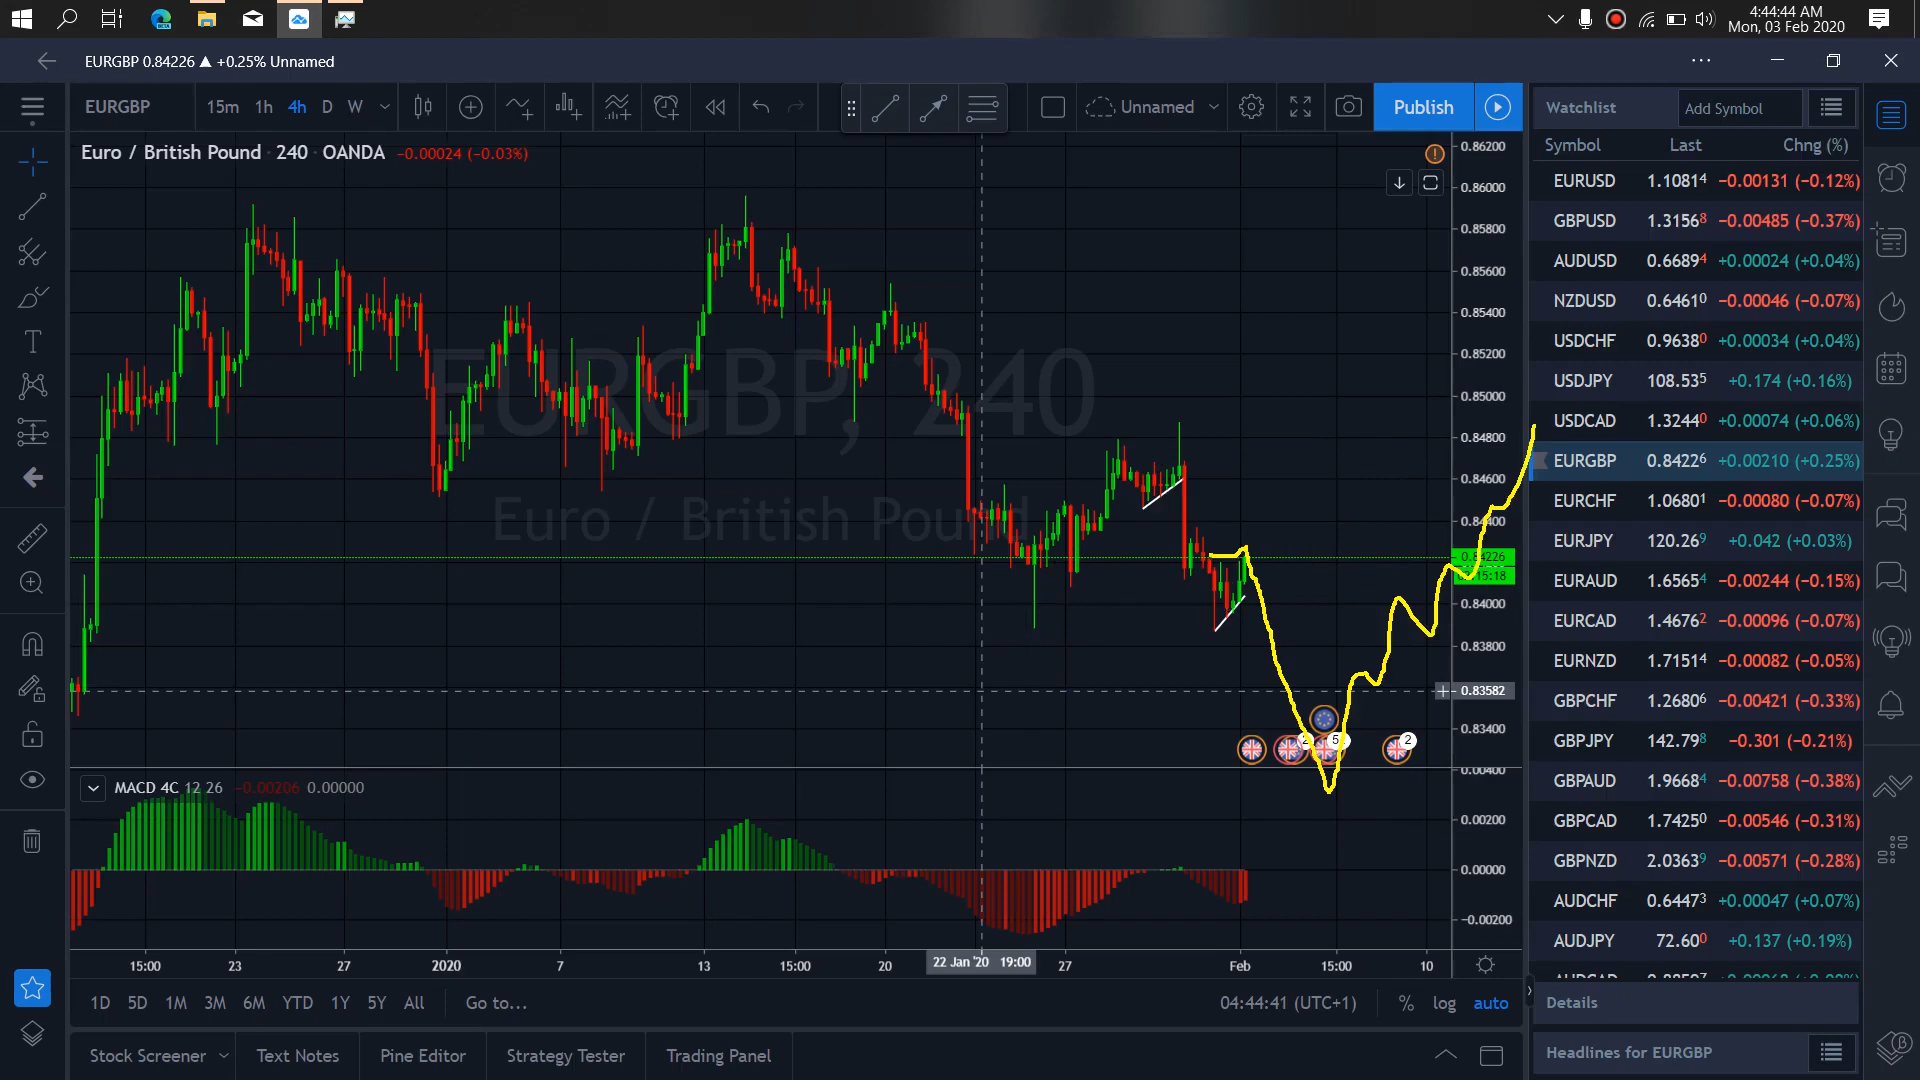 4:44:44 AM
Mon, 03 Feb 2020
EURGBP 0.84226 ▲ +0.25% Unnamed
EURGBP 15m 1h 4h D W Unnamed Publish
Watchlist Add Symbol
Euro / British Pound · 240 · OANDA −0.00024 (−0.03%)
Symbol Last Chng (%)
EURUSD 1.10814 −0.00131 (−0.12%)
GBPUSD 1.31568 −0.00485 (−0.37%)
AUDUSD 0.66894 +0.00024 (+0.04%)
NZDUSD 0.64610 −0.00046 (−0.07%)
USDCHF 0.96380 +0.00034 (+0.04%)
USDJPY 108.535 +0.174 (+0.16%)
USDCAD 1.32440 +0.00074 (+0.06%)
EURGBP 0.84226 +0.00210 (+0.25%)
EURCHF 1.06801 −0.00080 (−0.07%)
EURJPY 120.269 +0.042 (+0.03%)
EURAUD 1.65654 −0.00244 (−0.15%)
EURCAD 1.46762 −0.00096 (−0.07%)
EURNZD 1.71514 −0.00082 (−0.05%)
GBPCHF 1.26806 −0.00421 (−0.33%)
GBPJPY 142.798 −0.301 (−0.21%)
GBPAUD 1.96684 −0.00758 (−0.38%)
GBPCAD 1.74250 −0.00546 (−0.31%)
GBPNZD 2.03639 −0.00571 (−0.28%)
AUDCHF 0.64473 +0.00047 (+0.07%)
AUDJPY 72.600 +0.137 (+0.19%)
0.86200
0.86000
0.85800
0.85600
0.85400
0.85200
0.85000
0.84800
0.84600
0.84400
0.84226
15:18
0.84000
0.83800
0.83582
0.83400
EURGBP, 240
Euro / British Pound
2 5 2
MACD 4C 12 26 −0.00206 0.00000
0.00400
0.00200
0.00000
−0.00200
15:00 23 27 2020 7 13 15:00 20 22 Jan '20 19:00 27 Feb 15:00 10
1D 5D 1M 3M 6M YTD 1Y 5Y All Go to... 04:44:41 (UTC+1) % log auto
Details
Stock Screener Text Notes Pine Editor Strategy Tester Trading Panel
Headlines for EURGBP